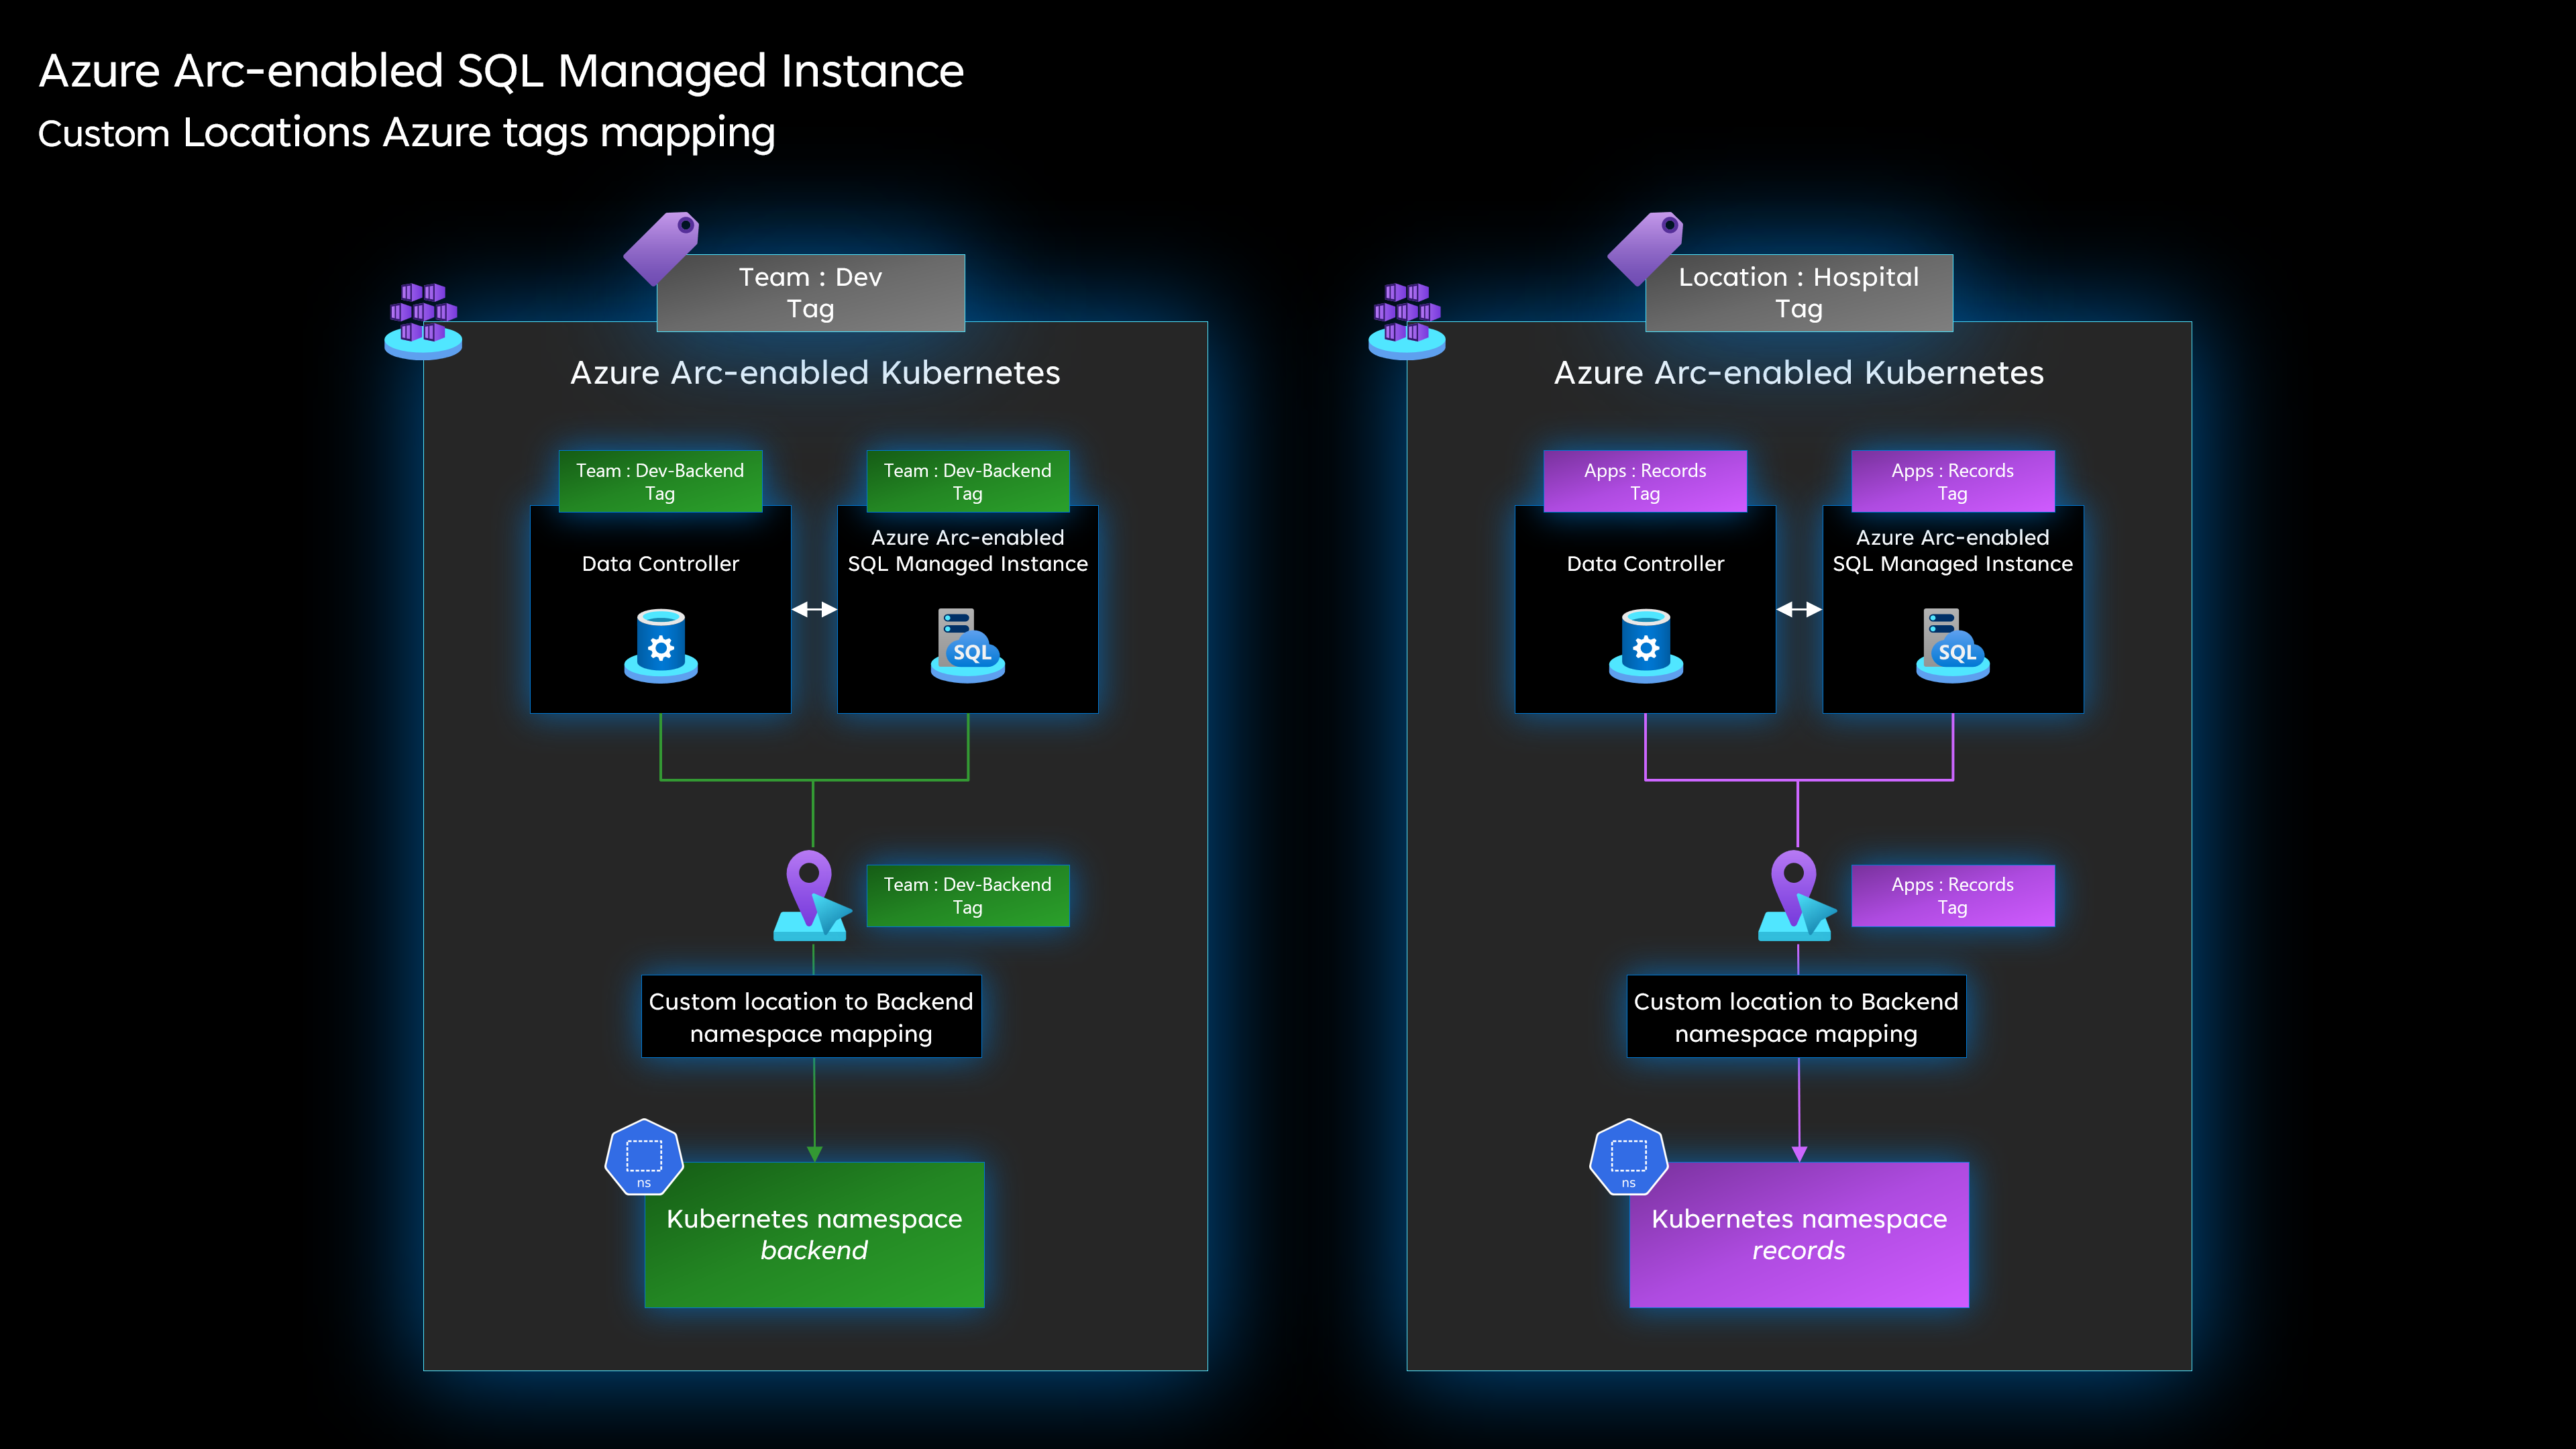 Azure Arc-enabled SQL Managed Instance
Custom Locations Azure tags mapping
Team : Dev
Tag
Azure Arc-enabled Kubernetes
Team : Dev-Backend
Tag
Team : Dev-Backend
Tag
Data Controller
Azure Arc-enabled
SQL Managed Instance
SQL
Team : Dev-Backend
Tag
Custom location to Backend
namespace mapping
ns
Kubernetes namespace
backend
Location : Hospital
Tag
Azure Arc-enabled Kubernetes
Apps : Records
Tag
Apps : Records
Tag
Data Controller
Azure Arc-enabled
SQL Managed Instance
SQL
Apps : Records
Tag
Custom location to Backend
namespace mapping
ns
Kubernetes namespace
records